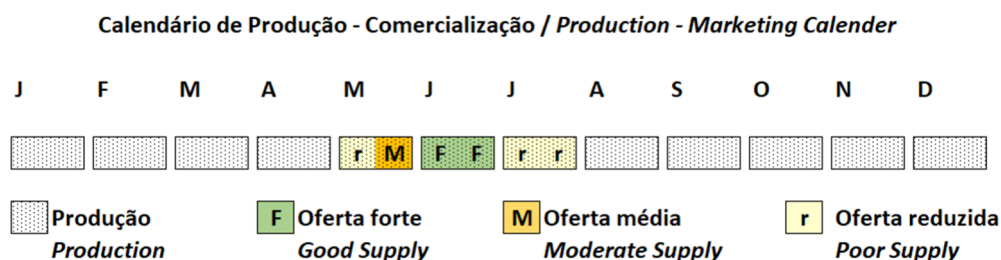 Calendário de Produção - Comercialização / Production - Marketing Calender
J F M A M J J A S O N D
r M F F r r
Produção F Oferta forte M Oferta média r Oferta reduzida
Production Good Supply Moderate Supply Poor Supply